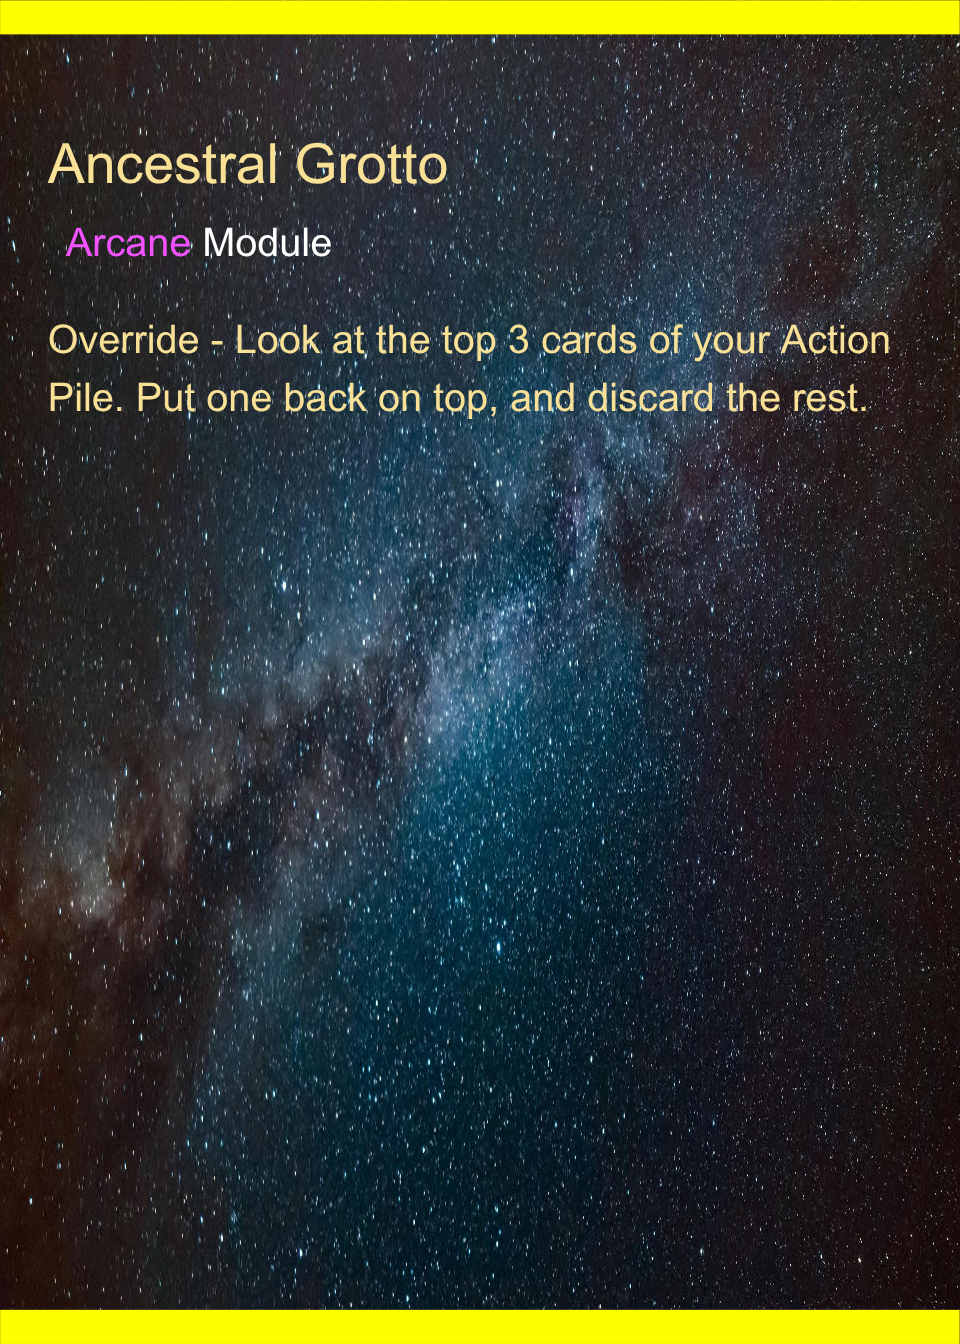 Ancestral Grotto
Arcane Module
Override - Look at the top 3 cards of your Action
Pile. Put one back on top, and discard the rest.